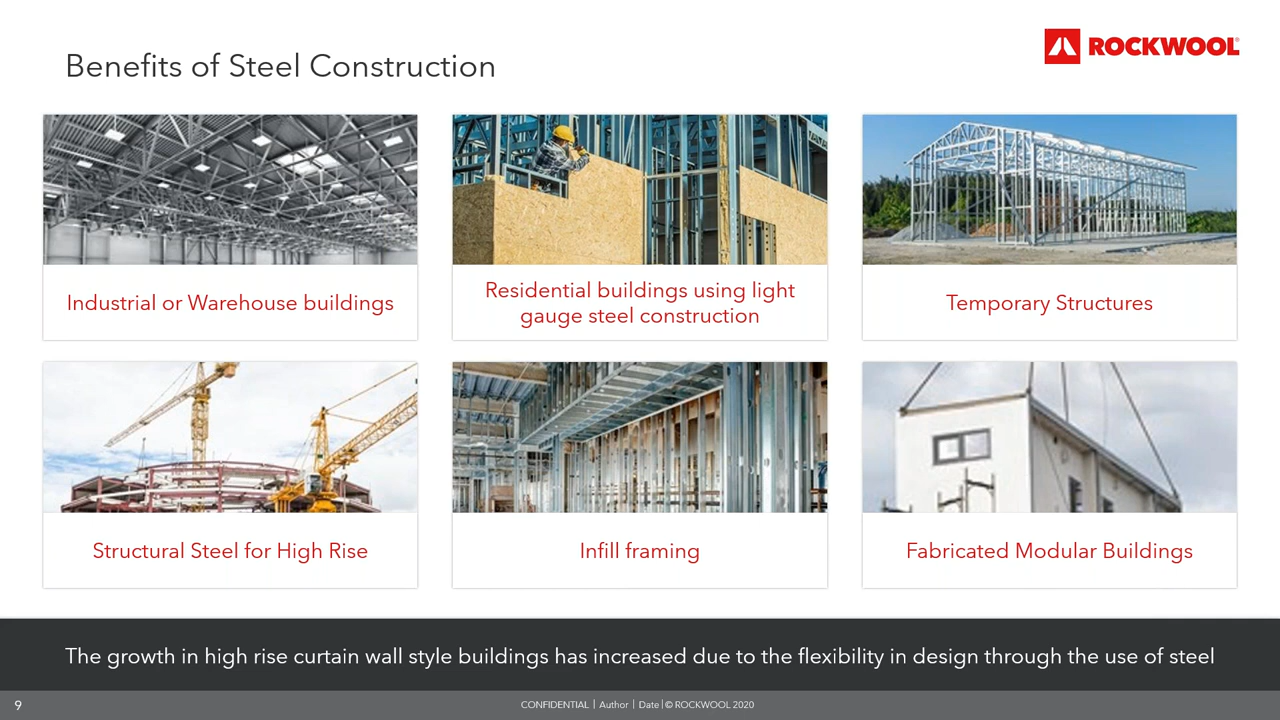 Benefits of Steel Construction
ROCKWOOL®
Industrial or Warehouse buildings
Residential buildings using light
gauge steel construction
Temporary Structures
Structural Steel for High Rise
Infill framing
Fabricated Modular Buildings
The growth in high rise curtain wall style buildings has increased due to the flexibility in design through the use of steel
9
CONFIDENTIAL | Author | Date | © ROCKWOOL 2020